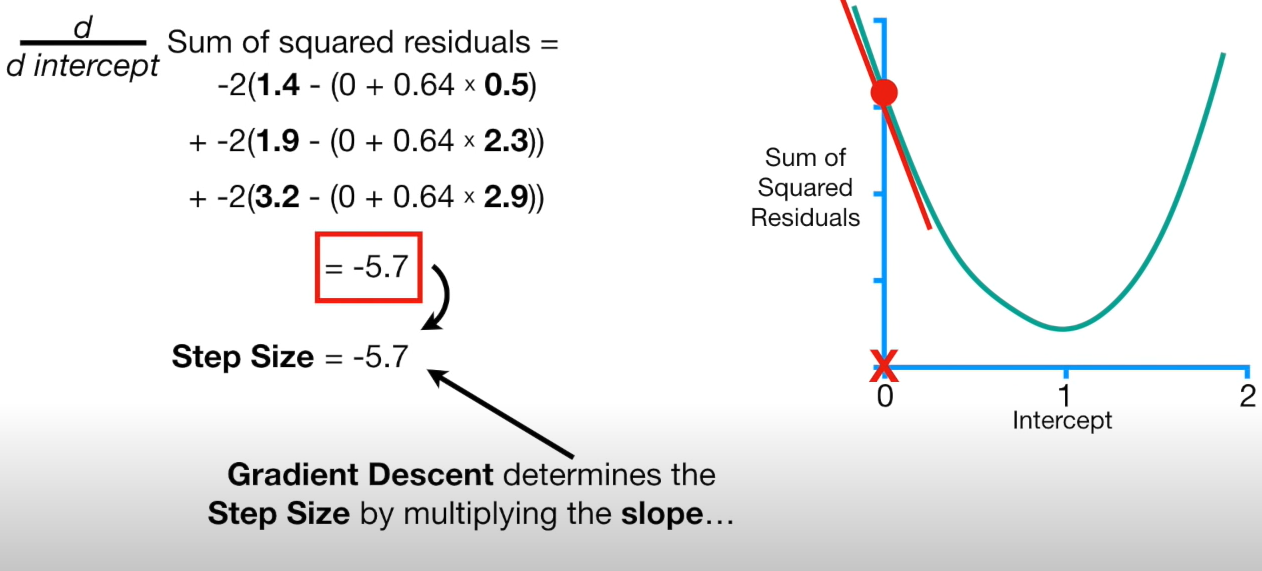 d
d intercept
Sum of squared residuals =
-2(1.4 - (0 + 0.64 × 0.5)
+ -2(1.9 - (0 + 0.64 × 2.3))
+ -2(3.2 - (0 + 0.64 × 2.9))
= -5.7
Step Size = -5.7
Gradient Descent determines the
Step Size by multiplying the slope…
Sum of
Squared
Residuals
X
0 1 2
Intercept